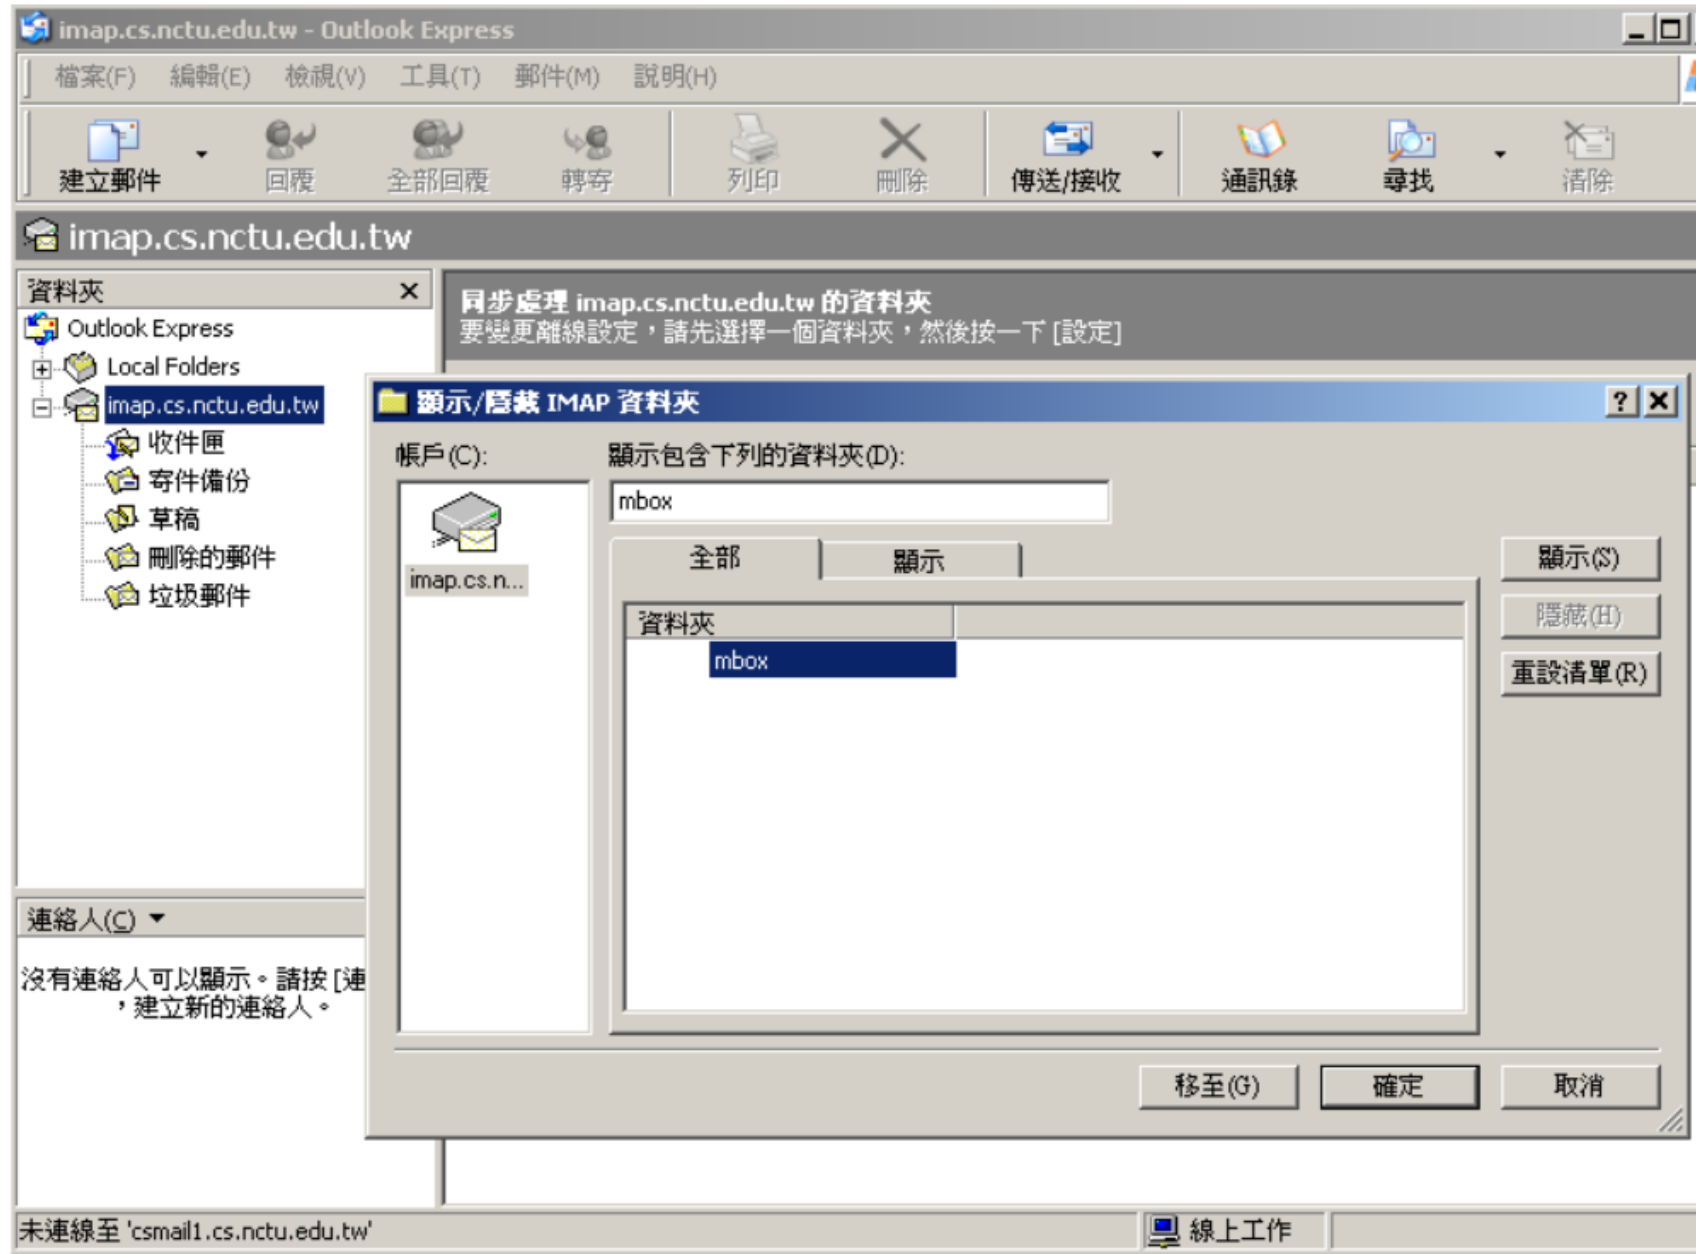 imap.cs.nctu.edu.tw - Outlook Express
檔案(F) 編輯(E) 檢視(V) 工具(T) 郵件(M) 說明(H)
建立郵件 回覆 全部回覆 轉寄 列印 刪除 傳送/接收 通訊錄 尋找 清除
imap.cs.nctu.edu.tw
資料夾
Outlook Express
Local Folders
imap.cs.nctu.edu.tw
收件匣
寄件備份
草稿
刪除的郵件
垃圾郵件
連絡人(C)
沒有連絡人可以顯示。請按 [連
，建立新的連絡人。
同步處理 imap.cs.nctu.edu.tw 的資料夾
要變更離線設定，請先選擇一個資料夾，然後按一下 [設定]
顯示/隱藏 IMAP 資料夾
帳戶(C):
imap.cs.n...
顯示包含下列的資料夾(D):
mbox
全部 顯示
資料夾
mbox
顯示(S)
隱藏(H)
重設清單(R)
移至(G) 確定 取消
未連線至 'csmail1.cs.nctu.edu.tw' 線上工作